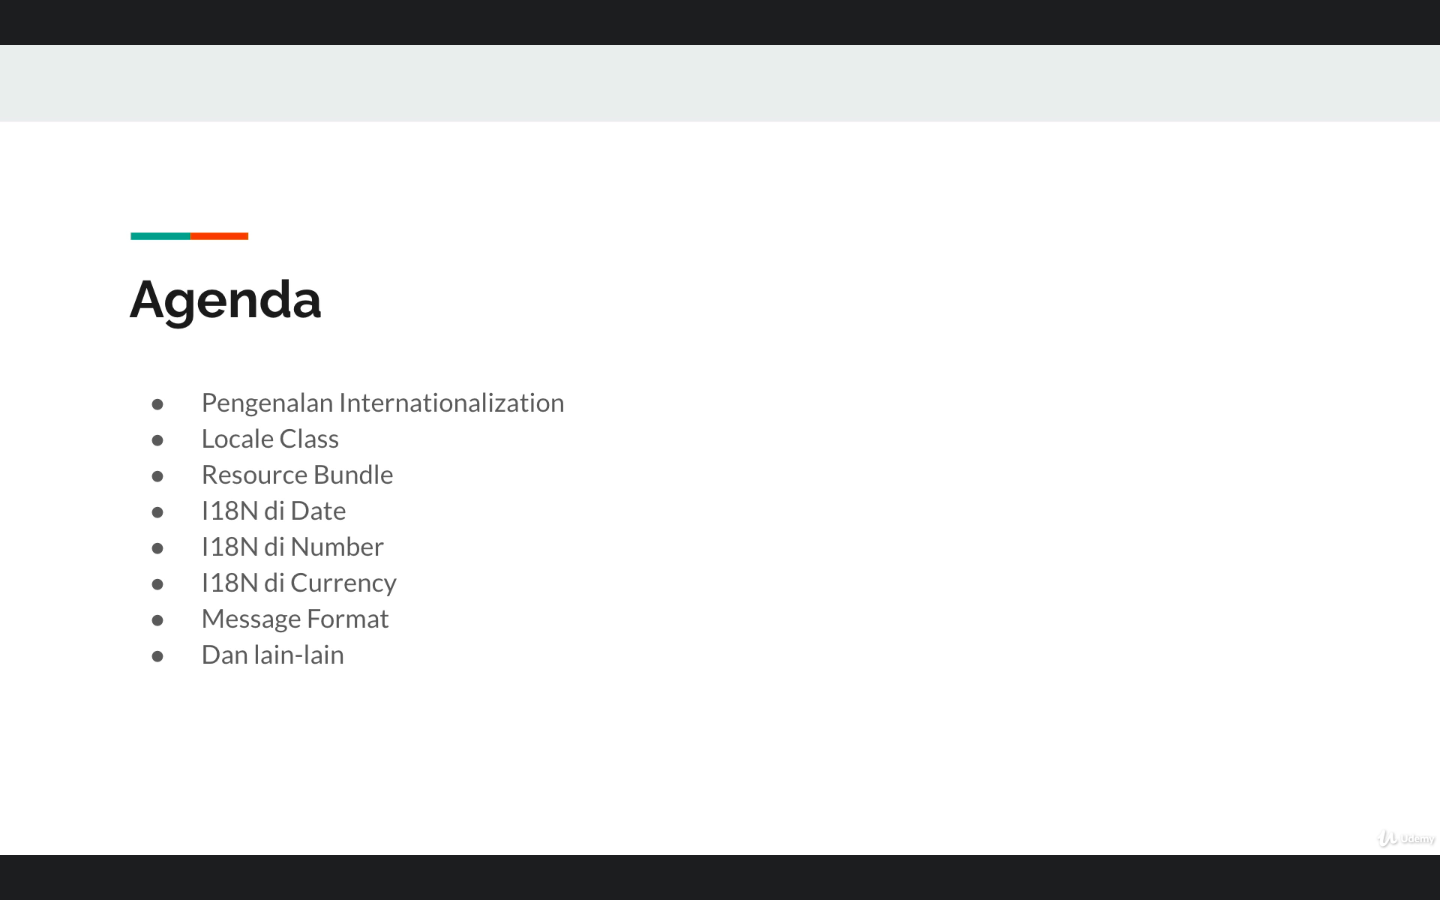 Agenda
● Pengenalan Internationalization
● Locale Class
● Resource Bundle
● I18N di Date
● I18N di Number
● I18N di Currency
● Message Format
● Dan lain-lain
Udemy